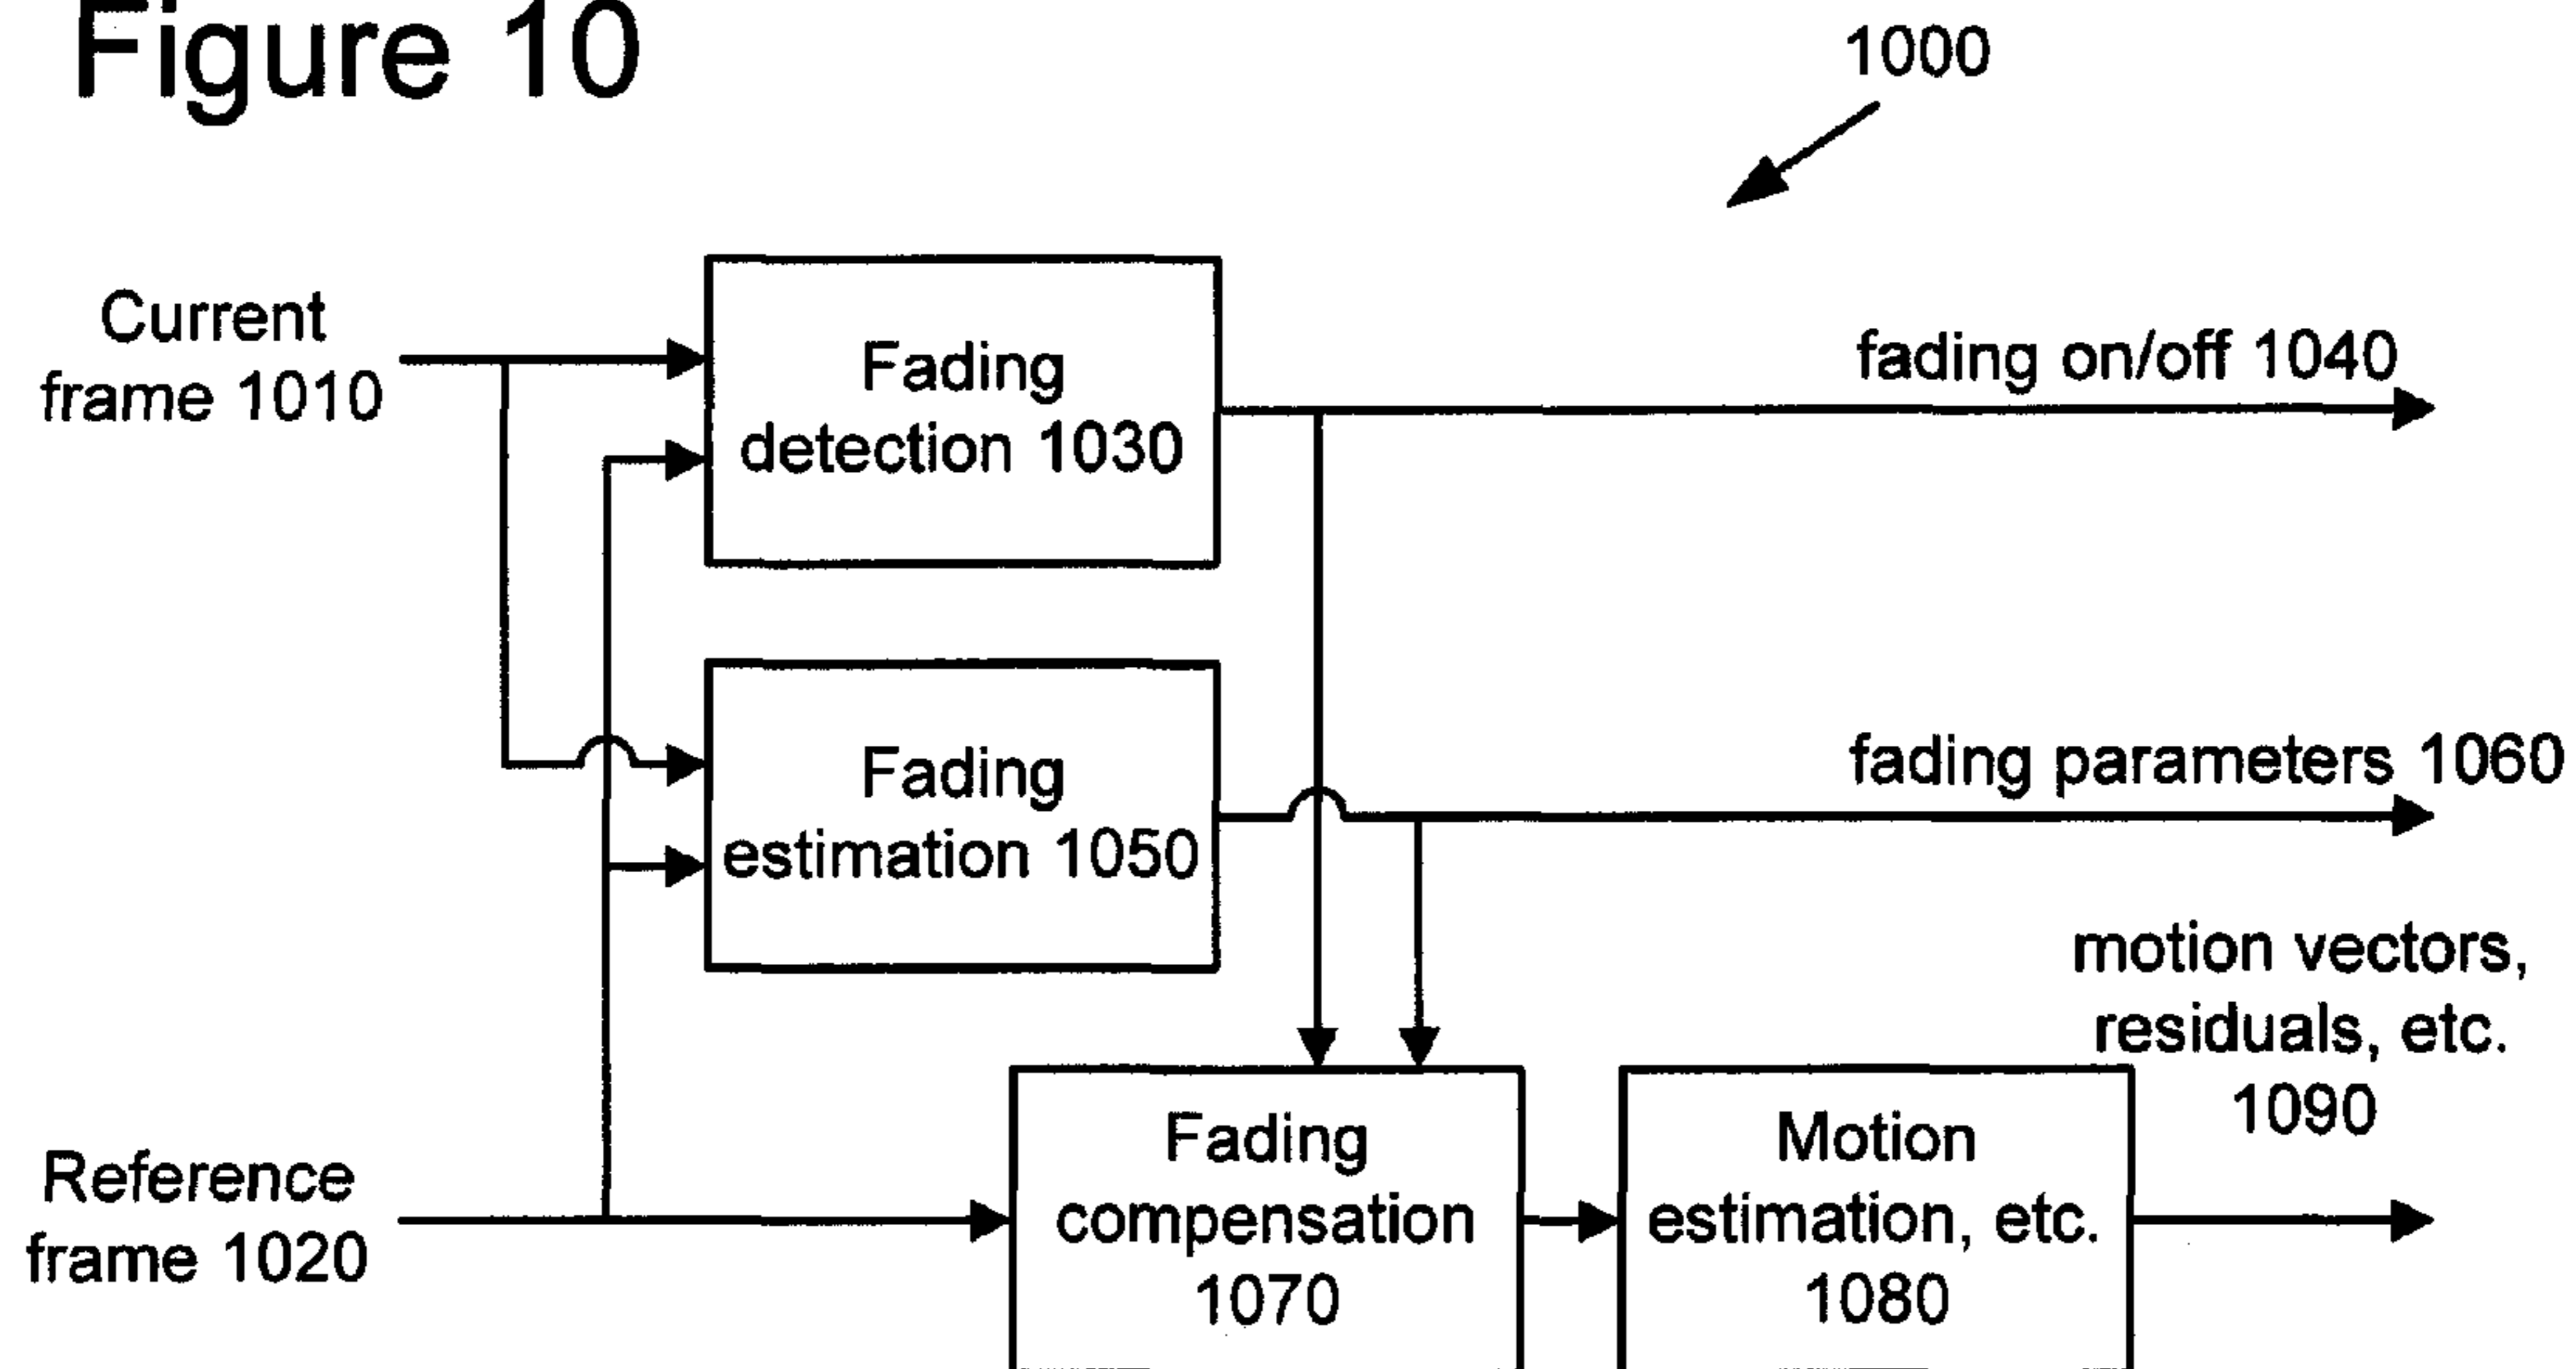 Figure 10
1000
Current
frame 1010
Fading
detection 1030
fading on/off 1040
Fading
estimation 1050
fading parameters 1060
motion vectors,
residuals, etc.
1090
Reference
frame 1020
Fading
compensation
1070
Motion
estimation, etc.
1080